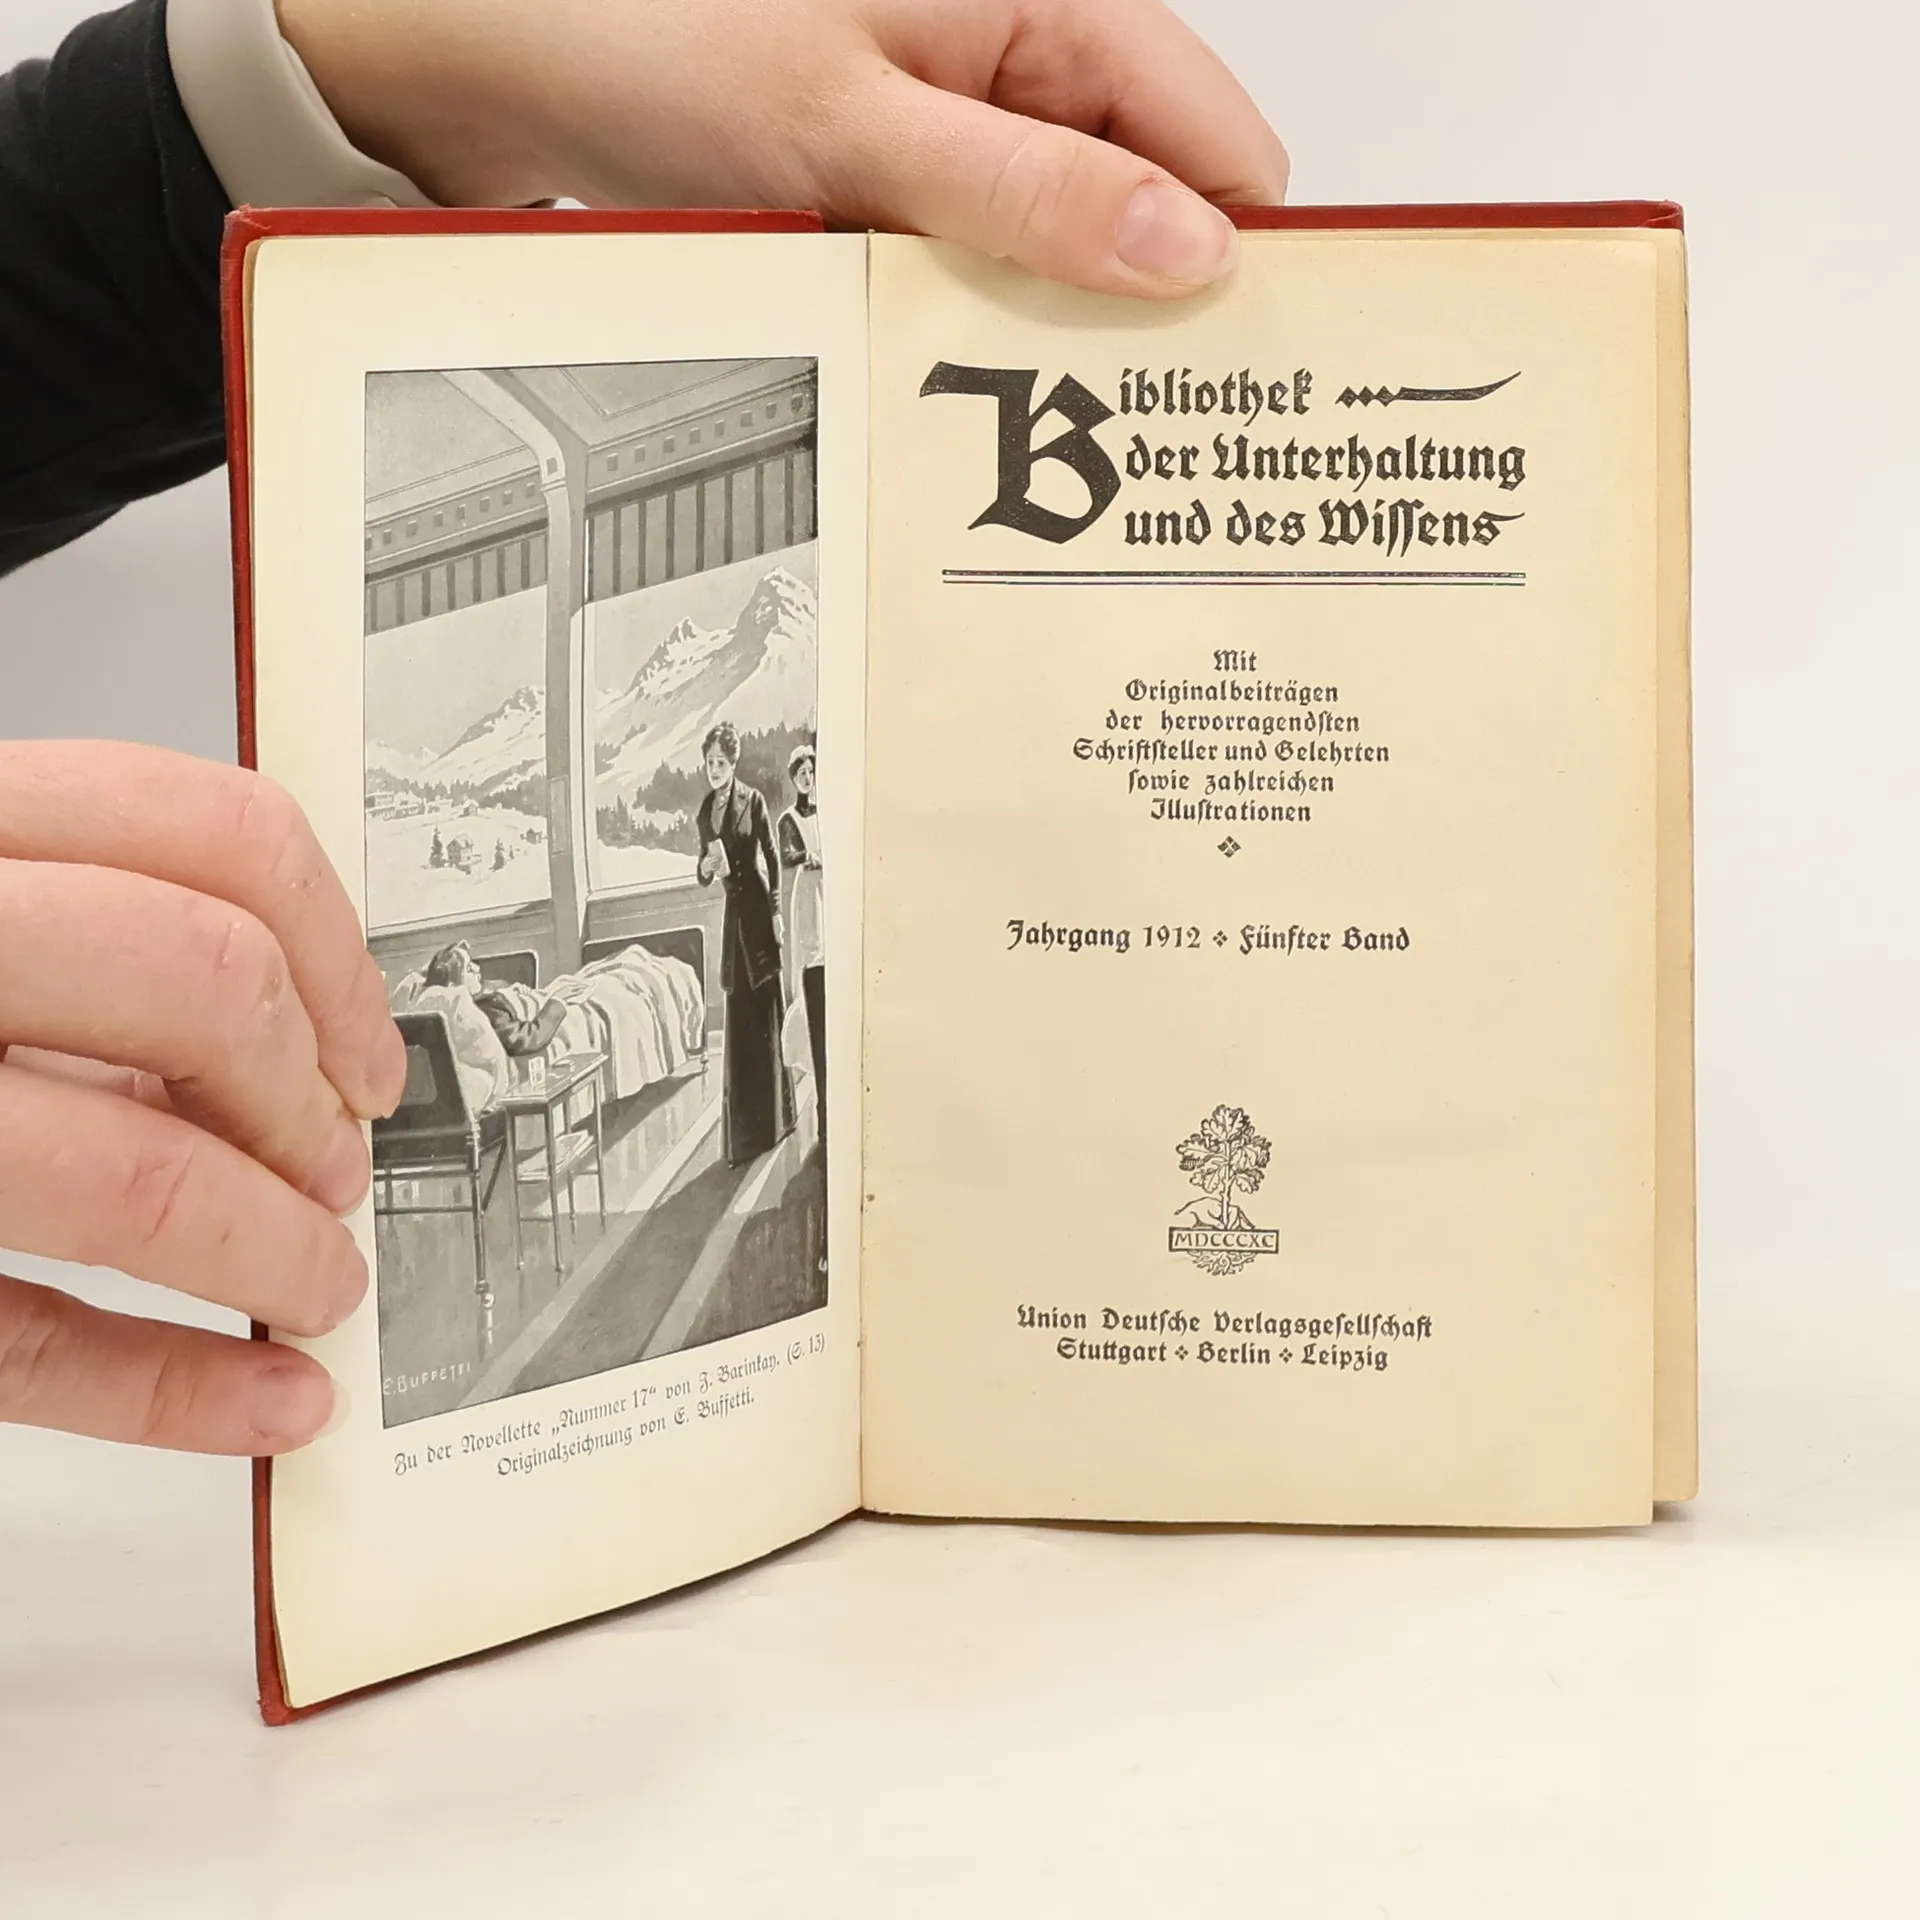 E. BUFFETTI
Zu der Novellette „Nummer 17“ von J. Barinkay. (S. 13)
Originalzeichnung von E. Buffetti.
Bibliothek
der Unterhaltung
und des Wissens
Mit
Originalbeiträgen
der hervorragendsten
Schriftsteller und Gelehrten
sowie zahlreichen
Illustrationen
Jahrgang 1912 ❖ Fünfter Band
MDCCCXC
Union Deutsche Verlagsgesellschaft
Stuttgart ❖ Berlin ❖ Leipzig